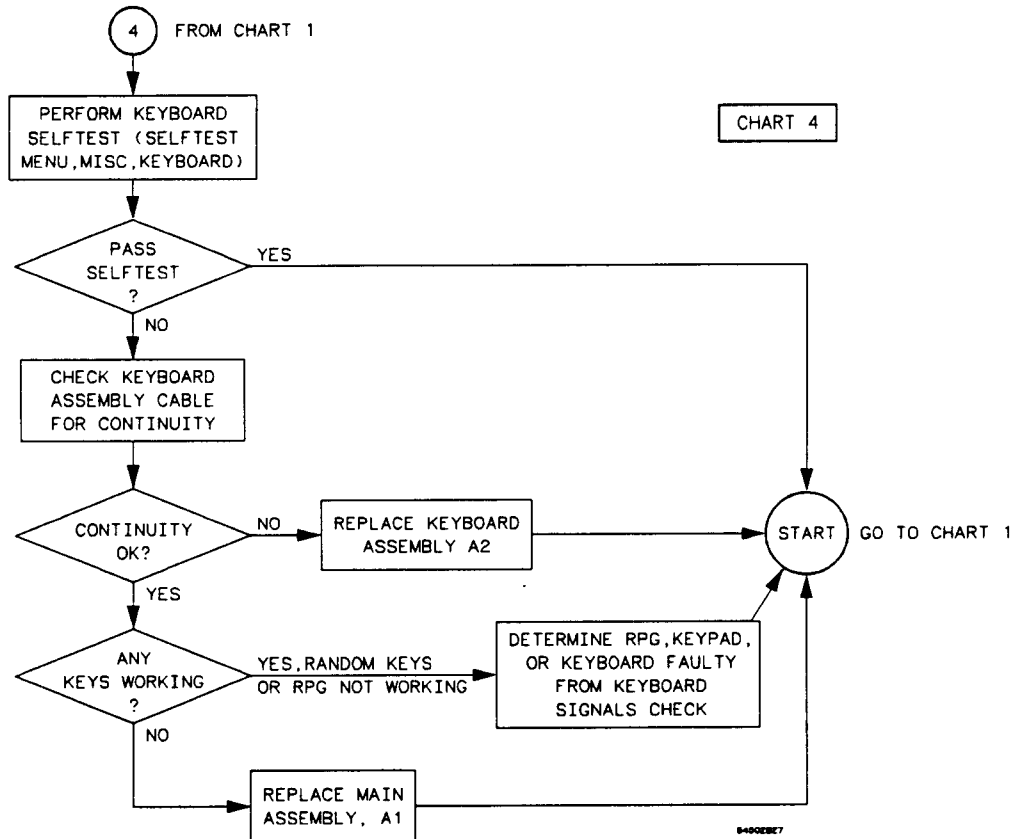 4 FROM CHART 1
PERFORM KEYBOARD
SELFTEST (SELFTEST
MENU,MISC,KEYBOARD)
CHART 4
PASS
SELFTEST
?
YES
NO
CHECK KEYBOARD
ASSEMBLY CABLE
FOR CONTINUITY
CONTINUITY
OK?
NO
REPLACE KEYBOARD
ASSEMBLY A2
START GO TO CHART 1
YES
ANY
KEYS WORKING
?
YES,RANDOM KEYS
OR RPG NOT WORKING
DETERMINE RPG,KEYPAD,
OR KEYBOARD FAULTY
FROM KEYBOARD
SIGNALS CHECK
NO
REPLACE MAIN
ASSEMBLY, A1